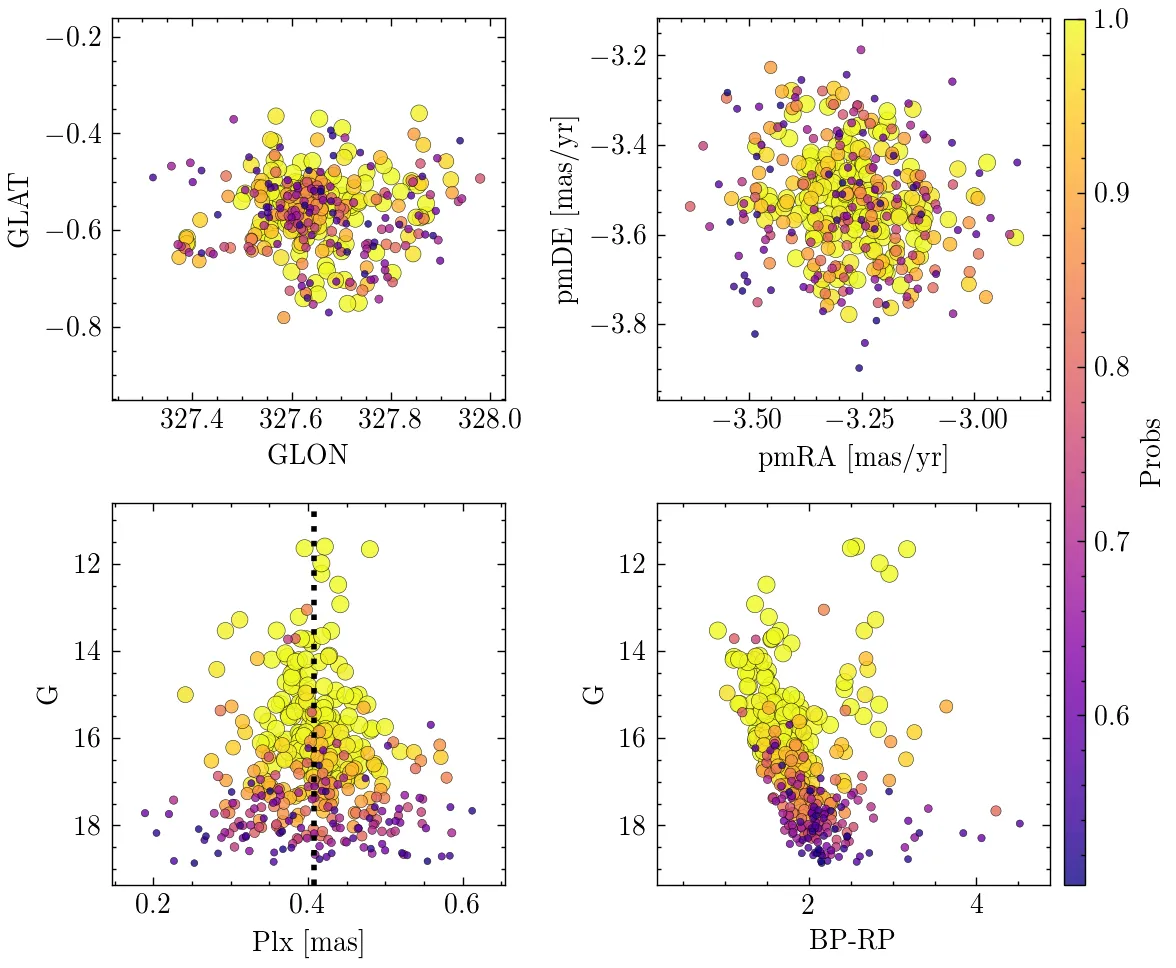 −0.2
−0.4
−0.6
−0.8
GLAT
327.4 327.6 327.8 328.0
GLON
−3.2
−3.4
−3.6
−3.8
pmDE [mas/yr]
−3.50 −3.25 −3.00
pmRA [mas/yr]
12
14
16
18
G
0.2 0.4 0.6
Plx [mas]
12
14
16
18
G
2 4
BP-RP
1.0
0.9
0.8
0.7
0.6
Probs